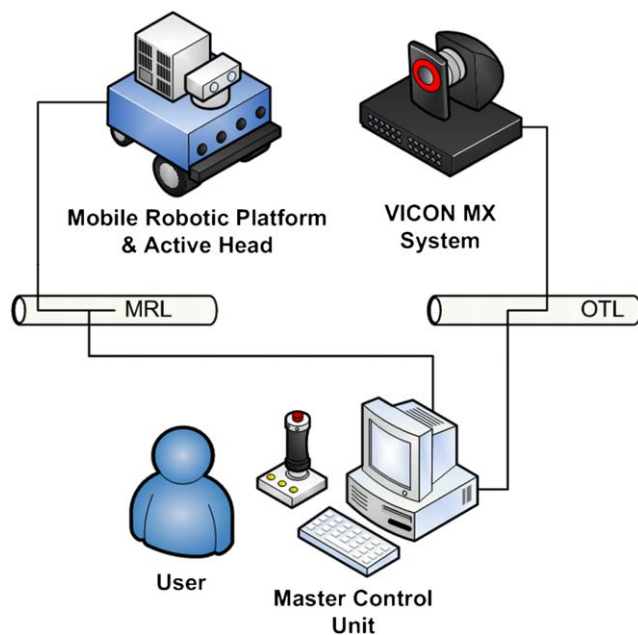 Mobile Robotic Platform
& Active Head
VICON MX
System
MRL
OTL
User
Master Control
Unit